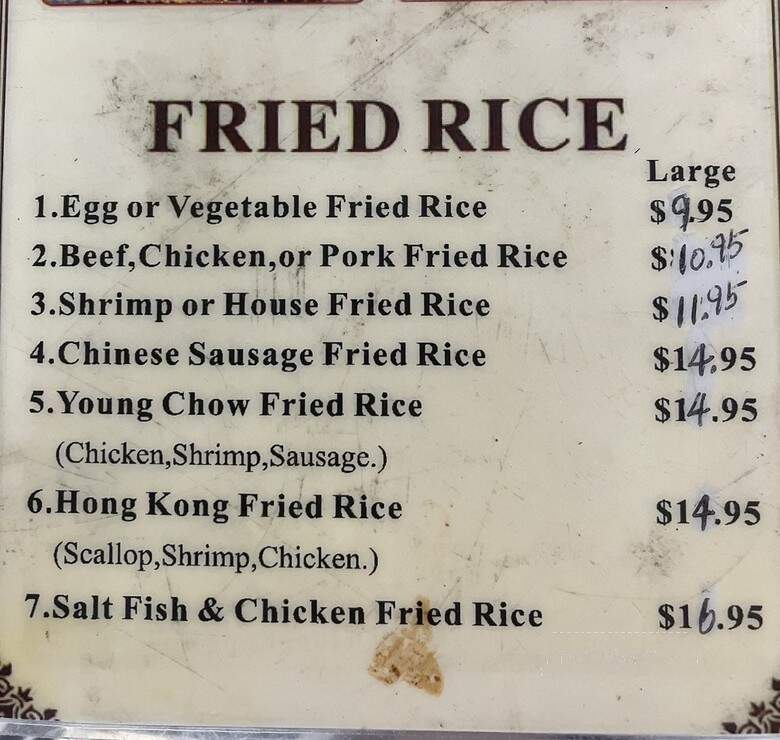 FRIED RICE
Large
1.Egg or Vegetable Fried Rice $9.95
2.Beef,Chicken,or Pork Fried Rice $10.95
3.Shrimp or House Fried Rice $11.95
4.Chinese Sausage Fried Rice $14.95
5.Young Chow Fried Rice $14.95
(Chicken,Shrimp,Sausage.)
6.Hong Kong Fried Rice $14.95
(Scallop,Shrimp,Chicken.)
7.Salt Fish & Chicken Fried Rice $16.95